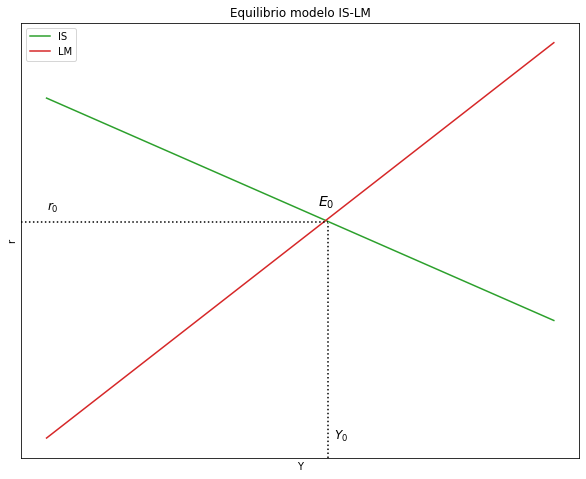 Equilibrio modelo IS-LM
IS
LM
E₀
r₀
r
Y₀
Y